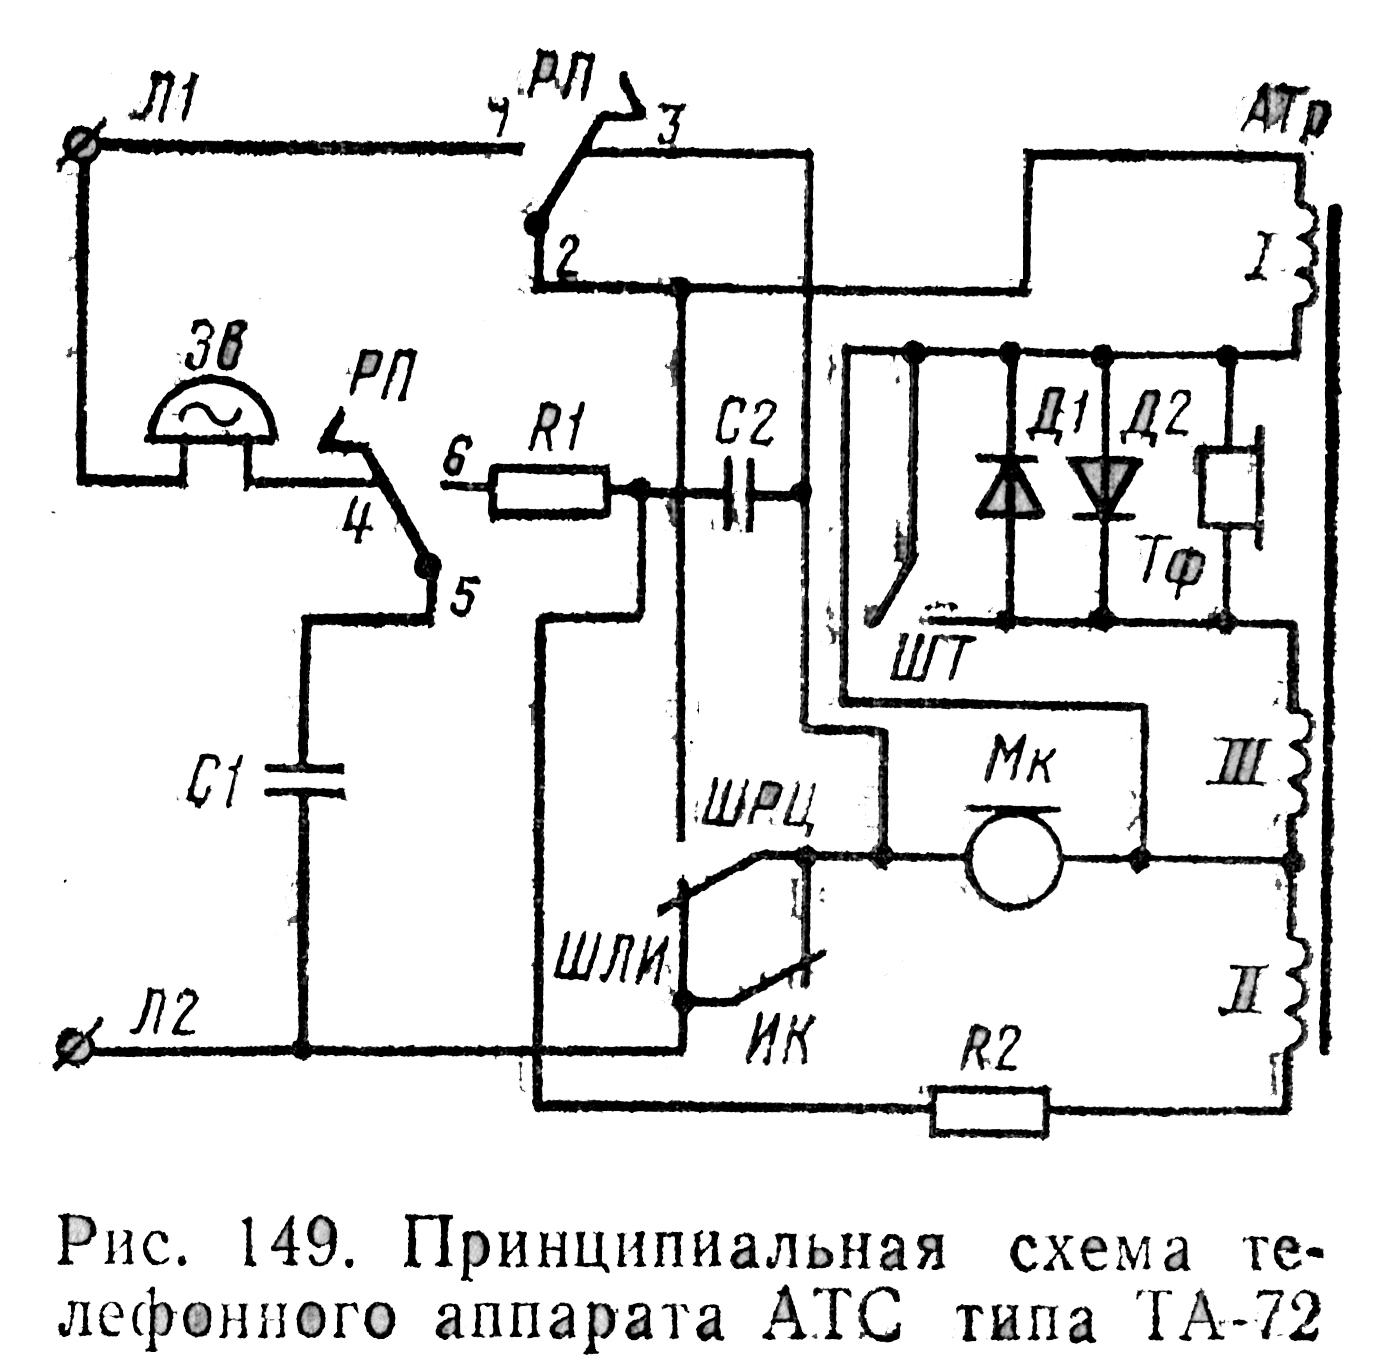 Л1
1
РП
3
АТр
2
I
ЗВ
РП
6
R1
C2
Д1
Д2
4
5
Тф
ШТ
C1
III
Мк
ШРЦ
ШЛИ
II
Л2
ИК
R2
Рис. 149. Принципиальная схема те-
лефонного аппарата АТС типа ТА-72